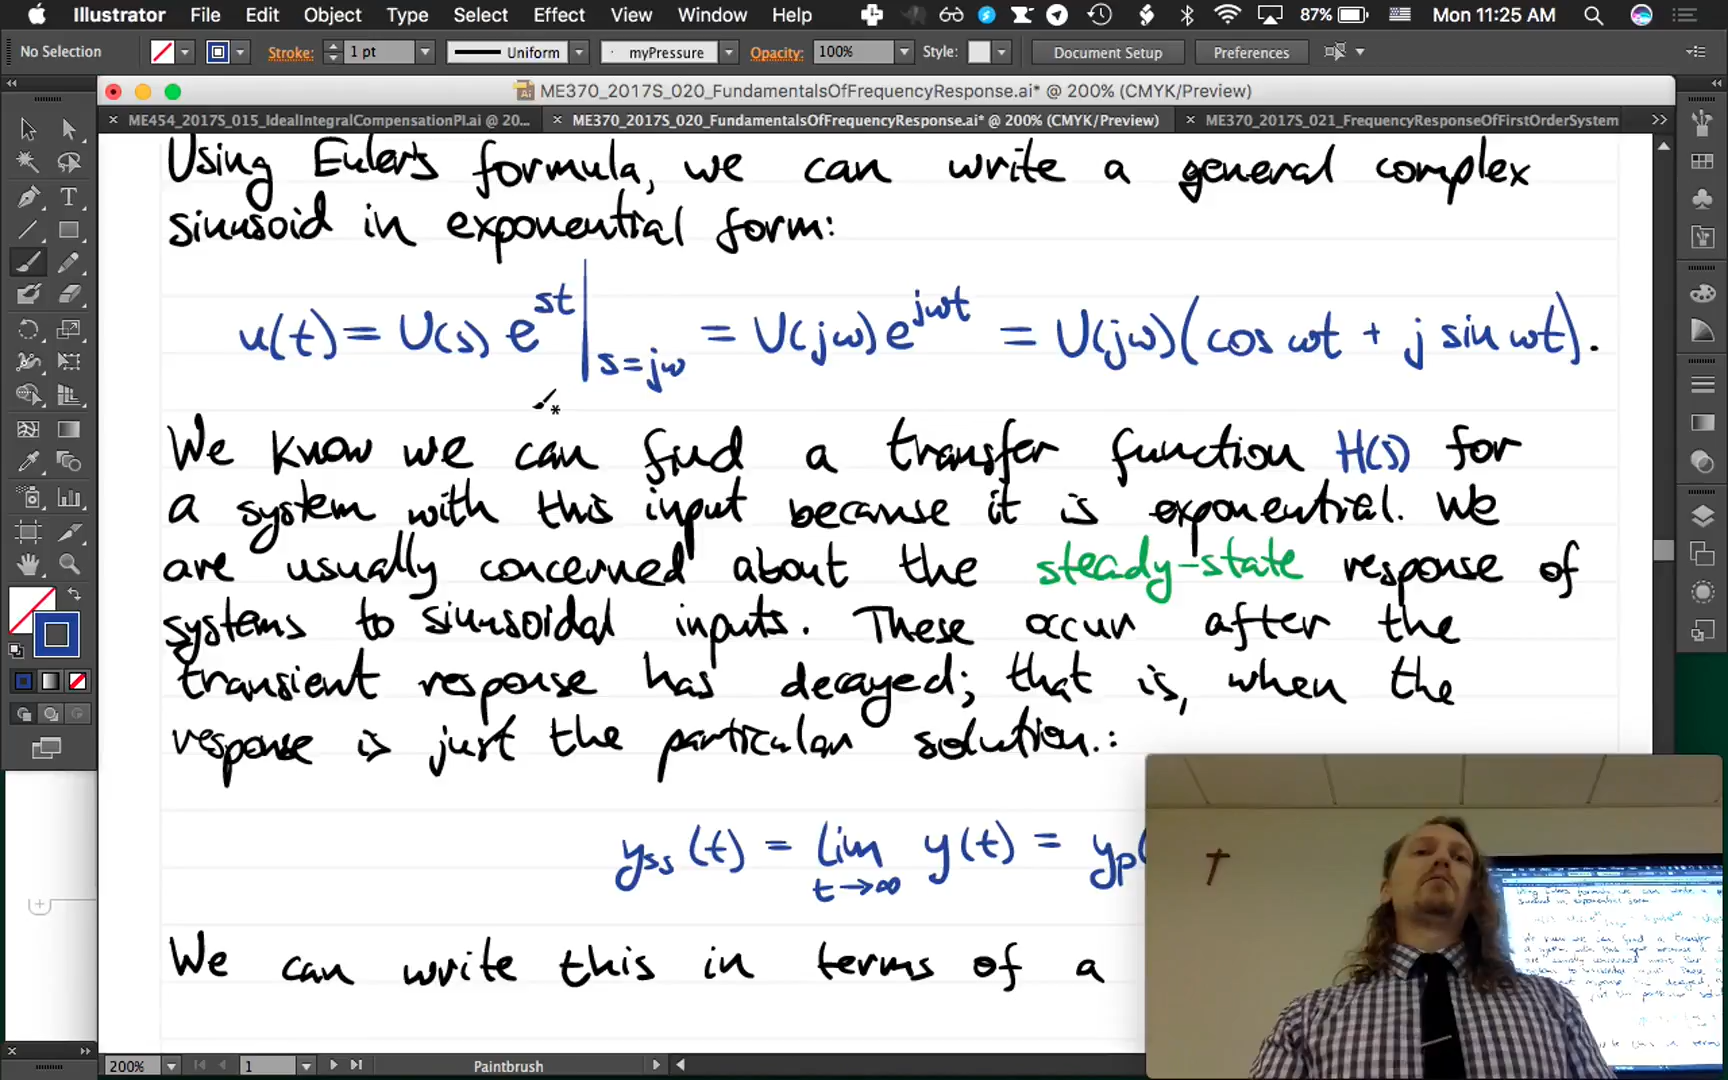 Illustrator File Edit Object Type Select Effect View Window Help 87% Mon 11:25 AM
No Selection Stroke: 1 pt Uniform myPressure Opacity: 100% Style: Document Setup Preferences
ME370_2017S_020_FundamentalsOfFrequencyResponse.ai* @ 200% (CMYK/Preview)
ME454_2017S_015_IdealIntegralCompensationPI.ai @ 20... ME370_2017S_020_FundamentalsOfFrequencyResponse.ai* @ 200% (CMYK/Preview) ME370_2017S_021_FrequencyResponseOfFirstOrderSystem
Using Euler's formula, we can write a general complex
sinusoid in exponential form:
u(t) = U(s) e^{st} |_{s=jω} = U(jω) e^{jωt} = U(jω)(cos ωt + j sin ωt).
We know we can find a transfer function H(s) for
a system with this input because it is exponential. We
are usually concerned about the steady-state response of
systems to sinusoidal inputs. These occur after the
transient response has decayed; that is, when the
response is just the particular solution.:
y_{ss}(t) = lim_{t→∞} y(t) = y_p(
We can write this in terms of a
200% 1 Paintbrush